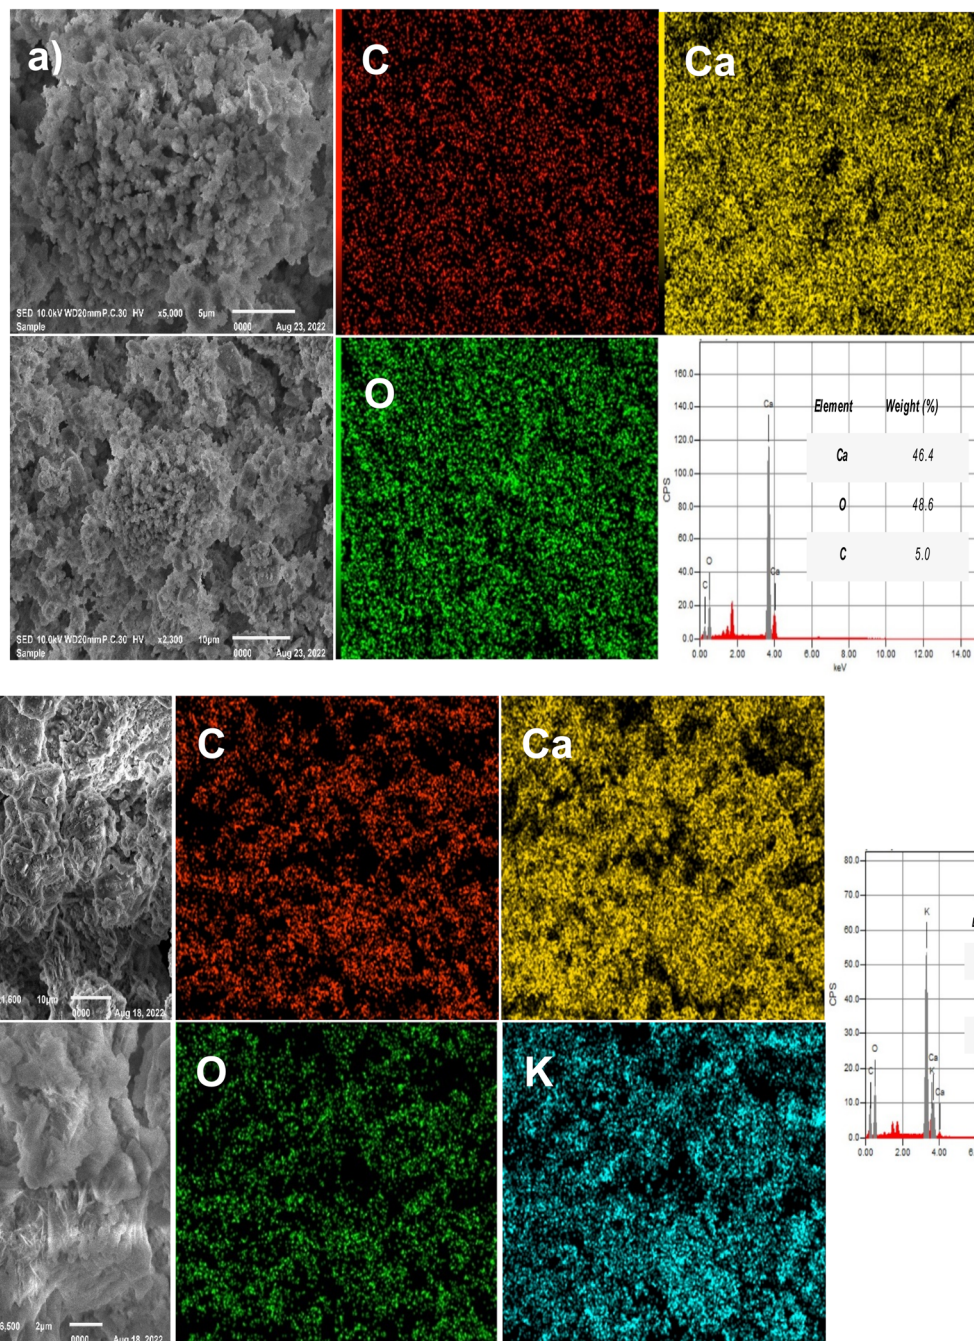 a)
C
Ca
SED 10.0kV WD20mm P.C.30 HV x5.000 5µm
Sample 0000 Aug 23, 2022
O
SED 10.0kV WD20mm P.C.30 HV x2,300 10µm
Sample 0000 Aug 23, 2022
160.0
140.0
120.0
100.0
80.0
60.0
40.0
20.0
0.0
CPS
C
O
Ca
Ca
0.00 2.00 4.00 6.00 8.00 10.00 12.00 14.00
keV
Element Weight (%)
Ca 46.4
O 48.6
C 5.0
C
Ca
1,600 10µm
0000 Aug 18, 2022
O
K
6,500 2µm
0000 Aug 18, 2022
80.0
70.0
60.0
50.0
40.0
30.0
20.0
10.0
0.0
CPS
C
O
K
Ca
K
Ca
0.00 2.00 4.00